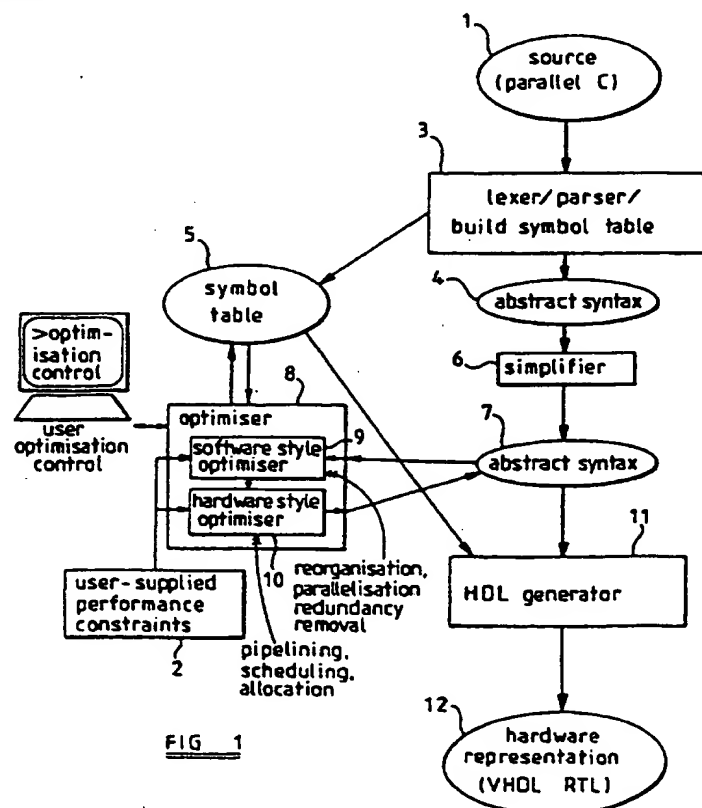 1
source
(parallel C)
3
lexer/parser/
build symbol table
5
symbol
table
4
abstract syntax
>optim-
isation
control
user
optimisation
control
6
simplifier
8
optimiser
9
software style
optimiser
7
abstract syntax
hardware style
optimiser
10
11
HDL generator
reorganisation,
parallelisation
redundancy
removal
user-supplied
performance
constraints
2
pipelining,
scheduling,
allocation
12
hardware
representation
(VHDL RTL)
FIG 1